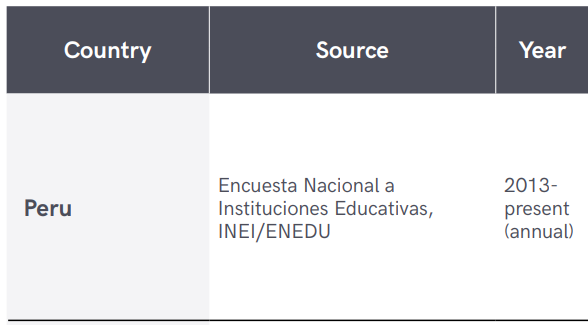 Country Source Year
Peru
Encuesta Nacional a
Instituciones Educativas,
INEI/ENEDU
2013-
present
(annual)